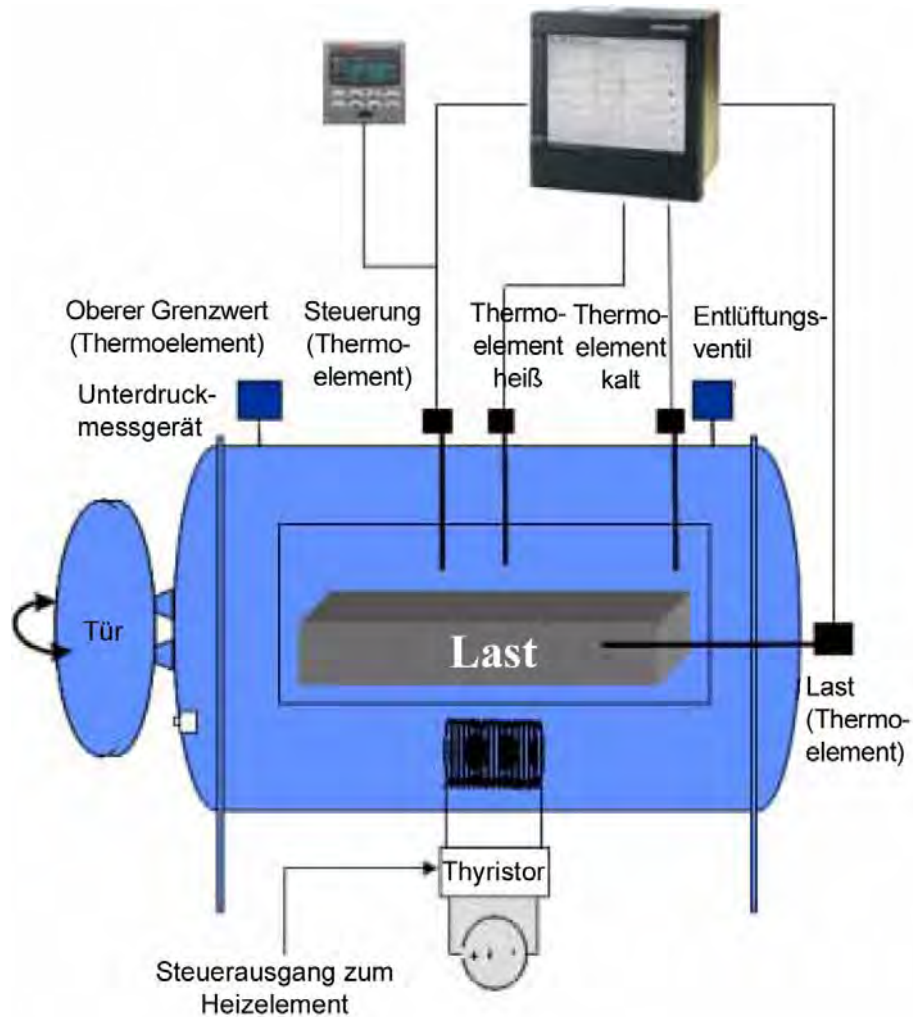 Oberer Grenzwert
(Thermoelement)
Unterdruck-
messgerät
Steuerung
(Thermo-
element)
Thermo-
element
heiß
Thermo-
element
kalt
Entlüftungs-
ventil
Tür
Last
Last
(Thermo-
element)
Thyristor
Steuerausgang zum
Heizelement